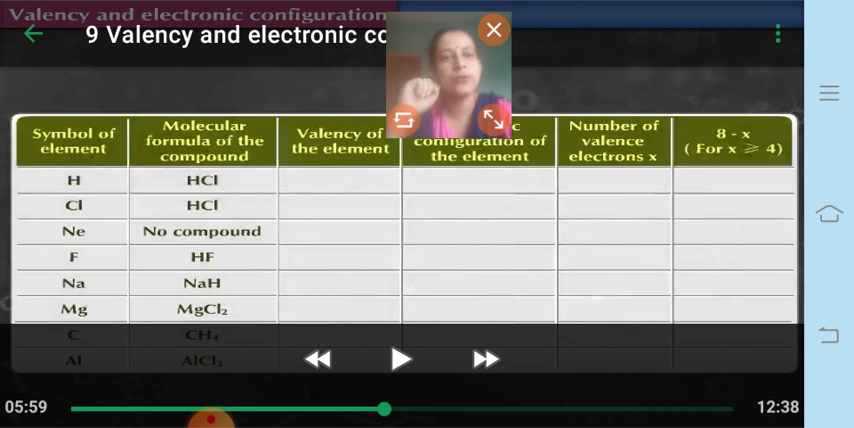 Valency and electronic configuration
9 Valency and electronic co
Symbol of element
Molecular formula of the compound
Valency of the element
c configuration of the element
Number of valence electrons x
8 - x ( For x ⩾ 4)
H HCl
Cl HCl
Ne No compound
F HF
Na NaH
Mg MgCl₂
C CH₄
Al AlCl₃
05:59 12:38